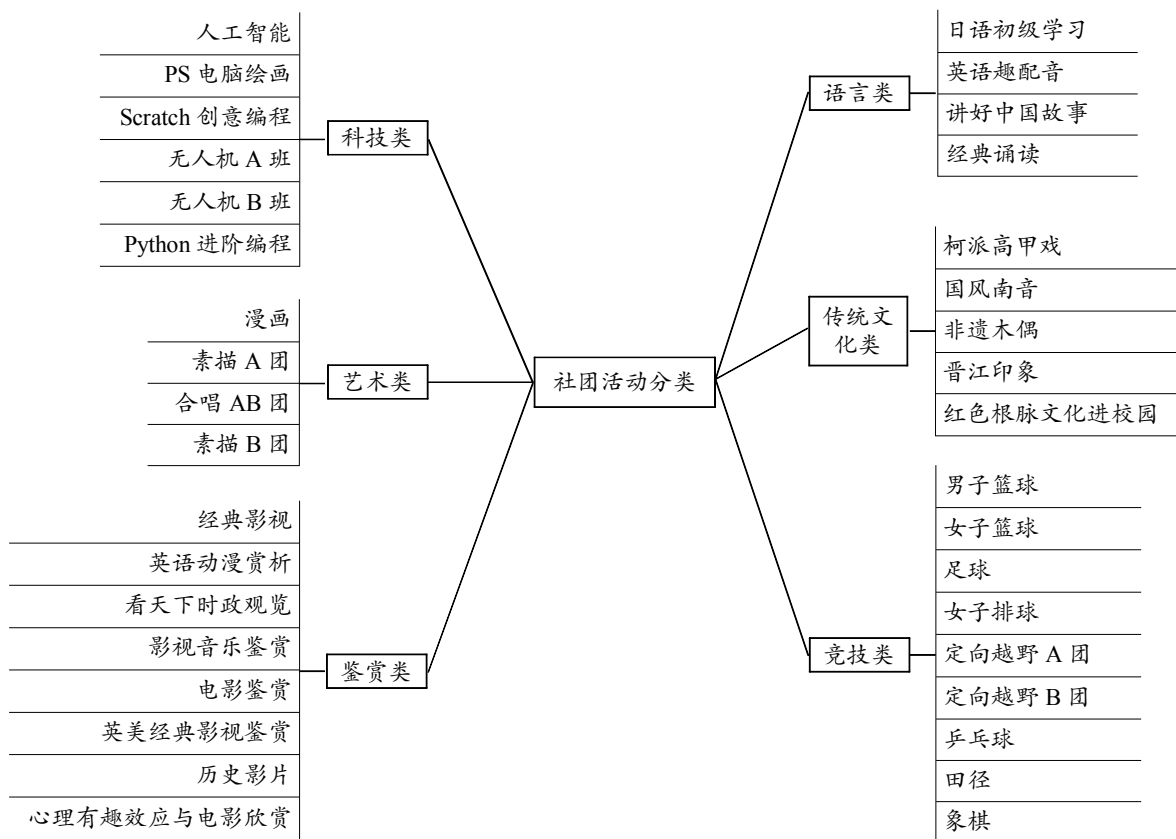 人工智能
PS 电脑绘画
Scratch 创意编程
无人机 A 班
无人机 B 班
Python 进阶编程
科技类
漫画
素描 A 团
合唱 AB 团
素描 B 团
艺术类
经典影视
英语动漫赏析
看天下时政观览
影视音乐鉴赏
电影鉴赏
英美经典影视鉴赏
历史影片
心理有趣效应与电影欣赏
鉴赏类
社团活动分类
语言类
日语初级学习
英语趣配音
讲好中国故事
经典诵读
传统文
化类
柯派高甲戏
国风南音
非遗木偶
晋江印象
红色根脉文化进校园
竞技类
男子篮球
女子篮球
足球
女子排球
定向越野 A 团
定向越野 B 团
乒乓球
田径
象棋